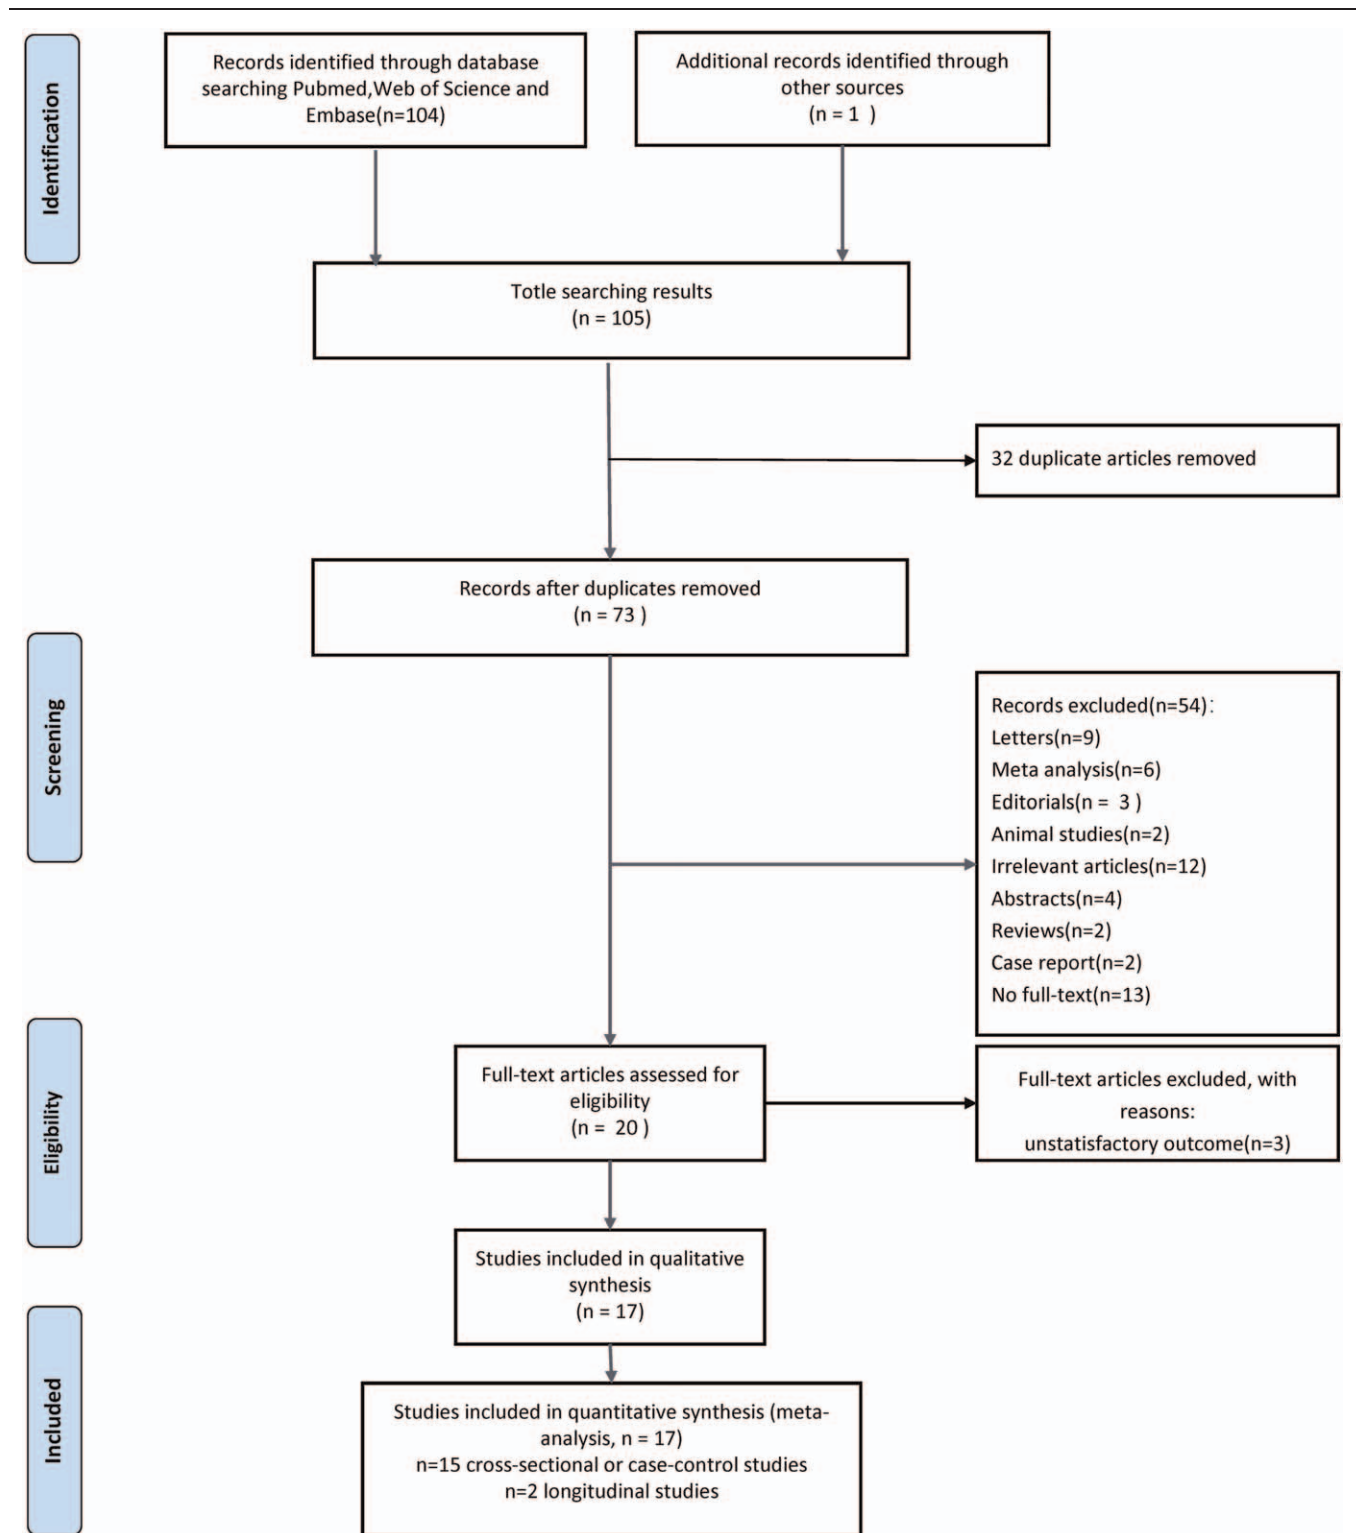 Identification
Records identified through database
searching Pubmed,Web of Science and
Embase(n=104)
Additional records identified through
other sources
(n = 1 )
Totle searching results
(n = 105)
32 duplicate articles removed
Records after duplicates removed
(n = 73 )
Screening
Records excluded(n=54):
Letters(n=9)
Meta analysis(n=6)
Editorials(n = 3 )
Animal studies(n=2)
Irrelevant articles(n=12)
Abstracts(n=4)
Reviews(n=2)
Case report(n=2)
No full-text(n=13)
Eligibility
Full-text articles assessed for
eligibility
(n = 20 )
Full-text articles excluded, with
reasons:
unstatisfactory outcome(n=3)
Studies included in qualitative
synthesis
(n = 17)
Included
Studies included in quantitative synthesis (meta-
analysis, n = 17)
n=15 cross-sectional or case-control studies
n=2 longitudinal studies